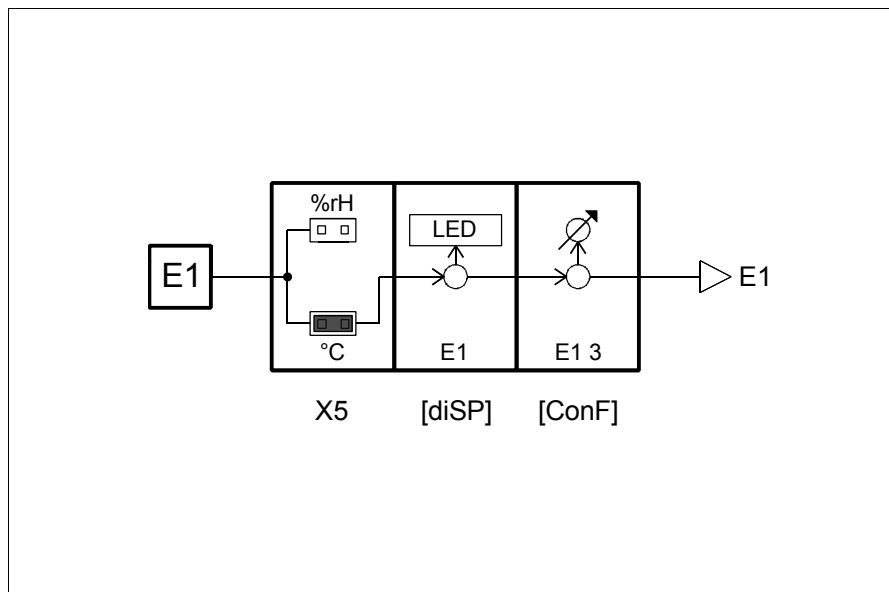 %rH
LED
E1
E1
°C
E1
E1 3
X5
[diSP]
[ConF]